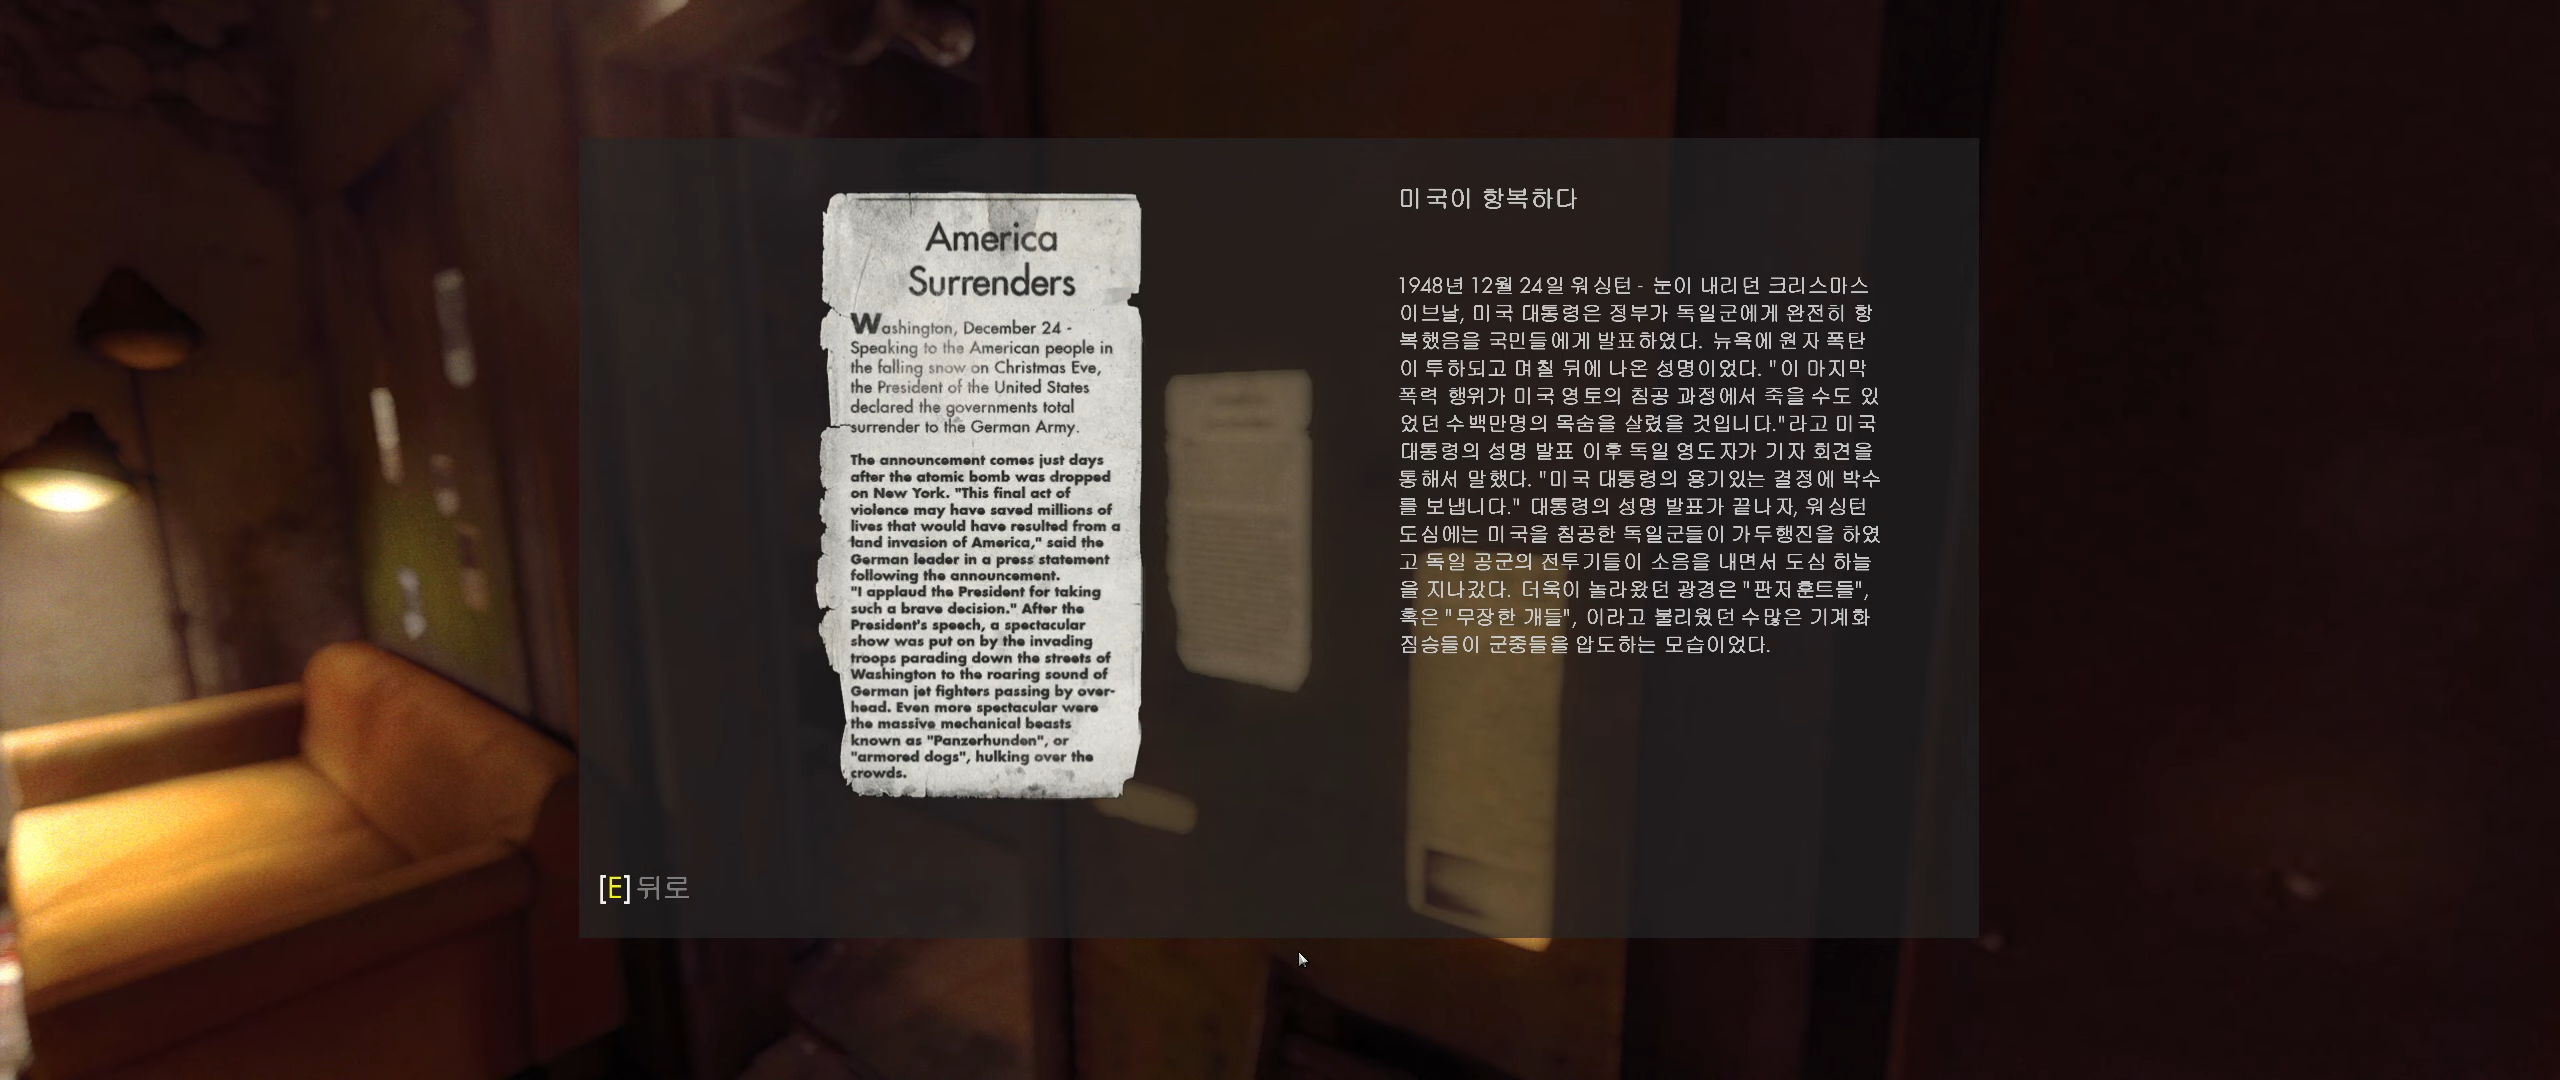 America
Surrenders
Washington, December 24 -
Speaking to the American people in
the falling snow on Christmas Eve,
the President of the United States
declared the governments total
surrender to the German Army.
The announcement comes just days
after the atomic bomb was dropped
on New York. "This final act of
violence may have saved millions of
lives that would have resulted from a
land invasion of America," said the
German leader in a press statement
following the announcement.
"I applaud the President for taking
such a brave decision." After the
President's speech, a spectacular
show was put on by the invading
troops parading down the streets of
Washington to the roaring sound of
German jet fighters passing by over-
head. Even more spectacular were
the massive mechanical beasts
known as "Panzerhunden", or
"armored dogs", hulking over the
crowds.
미국이 항복하다
1948년 12월 24일 워싱턴 - 눈이 내리던 크리스마스
이브날, 미국 대통령은 정부가 독일군에게 완전히 항
복했음을 국민들에게 발표하였다. 뉴욕에 원자 폭탄
이 투하되고 며칠 뒤에 나온 성명이었다. "이 마지막
폭력 행위가 미국 영토의 침공 과정에서 죽을 수도 있
었던 수백만명의 목숨을 살렸을 것입니다."라고 미국
대통령의 성명 발표 이후 독일 영도자가 기자 회견을
통해서 말했다. "미국 대통령의 용기있는 결정에 박수
를 보냅니다." 대통령의 성명 발표가 끝나자, 워싱턴
도심에는 미국을 침공한 독일군들이 가두행진을 하였
고 독일 공군의 전투기들이 소음을 내면서 도심 하늘
을 지나갔다. 더욱이 놀라왔던 광경은 "판저훈트들",
혹은 "무장한 개들", 이라고 불리웠던 수많은 기계화
짐승들이 군중들을 압도하는 모습이었다.
[E] 뒤로